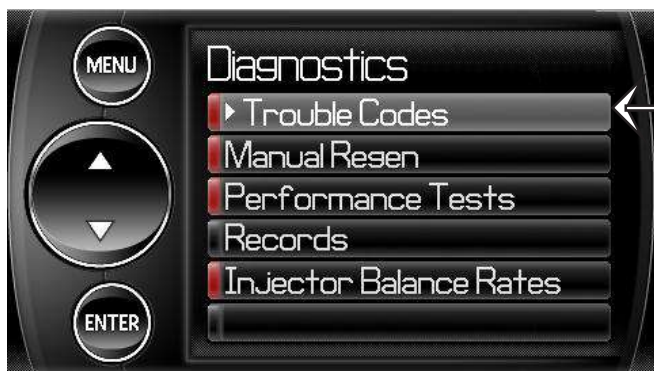 MENU
Diagnostics
Trouble Codes
Manual Regen
Performance Tests
Records
Injector Balance Rates
ENTER